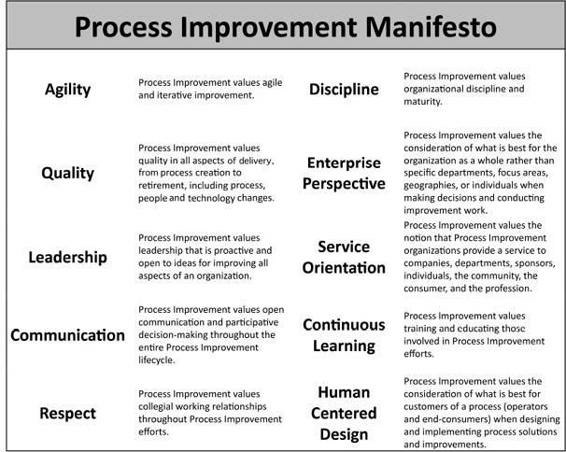 Process Improvement Manifesto
Agility
Process Improvement values agile
and iterative improvement.
Discipline
Process Improvement values
organizational discipline and
maturity.
Quality
Process Improvement values
quality in all aspects of delivery,
from process creation to
retirement, including process,
people and technology changes.
Enterprise
Perspective
Process Improvement values the
consideration of what is best for the
organization as a whole rather than
specific departments, focus areas,
geographies, or individuals when
making decisions and conducting
improvement work.
Leadership
Process Improvement values
leadership that is proactive and
open to ideas for improving all
aspects of an organization.
Service
Orientation
Process Improvement values the
notion that Process Improvement
organizations provide a service to
companies, departments, sponsors,
individuals, the community, the
consumer, and the profession.
Communication
Process Improvement values open
communication and participative
decision-making throughout the
entire Process Improvement
lifecycle.
Continuous
Learning
Process Improvement values
training and educating those
involved in Process Improvement
efforts.
Respect
Process Improvement values
collegial working relationships
throughout Process Improvement
efforts.
Human
Centered
Design
Process Improvement values the
consideration of what is best for
customers of a process (operators
and end-consumers) when designing
and implementing process solutions
and improvements.